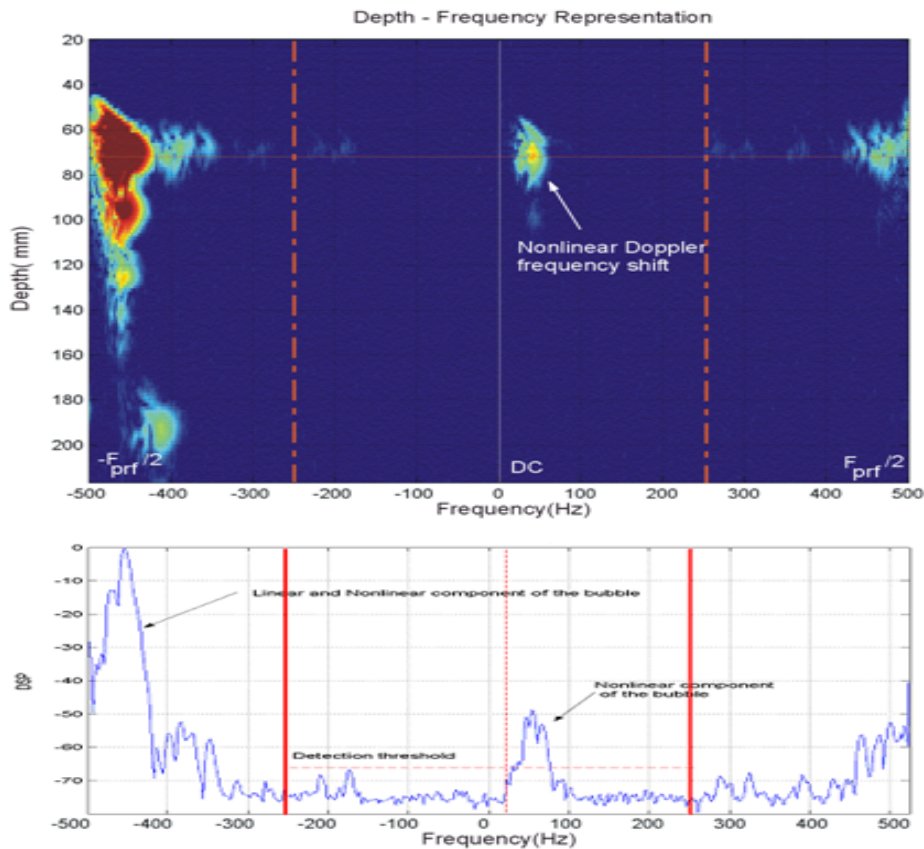 Depth - Frequency Representation
20
40
60
80
100
120
140
160
180
200
Depth( mm)
Nonlinear Doppler
frequency shift
-F_prf/2
DC
F_prf/2
-500
-400
-300
-200
-100
0
100
200
300
400
500
Frequency(Hz)
0
-10
-20
-30
-40
-50
-60
-70
DSP
Linear and Nonlinear component of the bubble
Nonlinear component
of the bubble
Detection threshold
-500
-400
-300
-200
-100
0
100
200
300
400
500
Frequency(Hz)